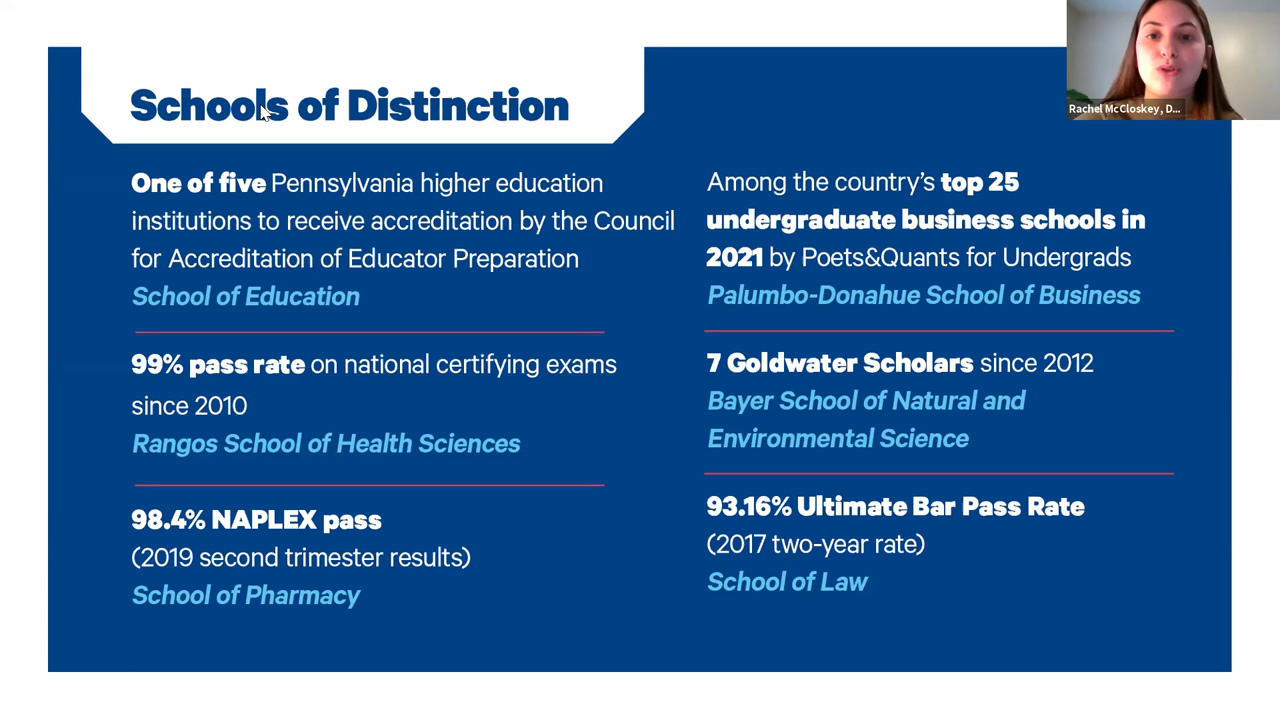 Schools of Distinction
Rachel McCloskey, D...
One of five Pennsylvania higher education
institutions to receive accreditation by the Council
for Accreditation of Educator Preparation
School of Education
99% pass rate on national certifying exams
since 2010
Rangos School of Health Sciences
98.4% NAPLEX pass
(2019 second trimester results)
School of Pharmacy
Among the country's top 25
undergraduate business schools in
2021 by Poets&Quants for Undergrads
Palumbo-Donahue School of Business
7 Goldwater Scholars since 2012
Bayer School of Natural and
Environmental Science
93.16% Ultimate Bar Pass Rate
(2017 two-year rate)
School of Law